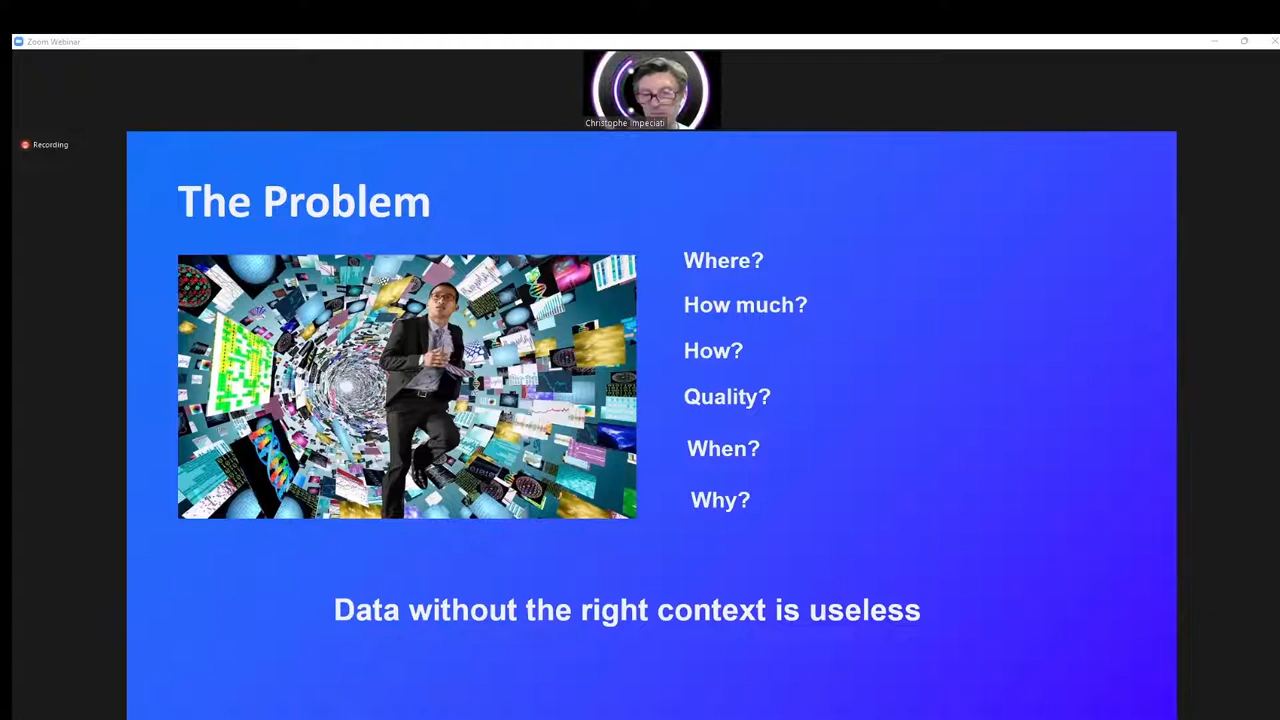 Zoom Webinar
Christophe Impeciati
Recording
The Problem
Where?
How much?
How?
Quality?
When?
Why?
Data without the right context is useless